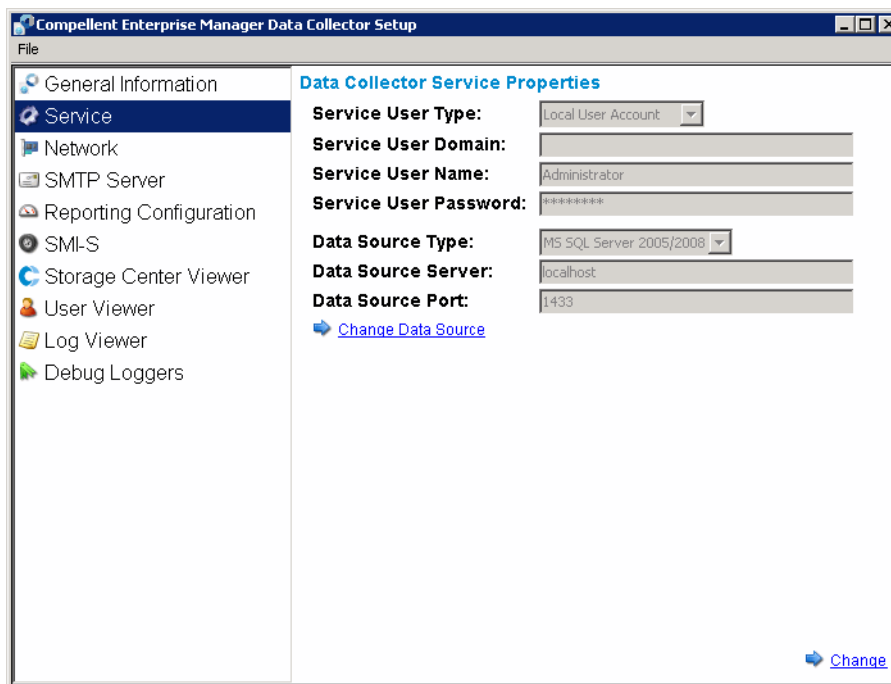 Compellent Enterprise Manager Data Collector Setup
File
General Information
Service
Network
SMTP Server
Reporting Configuration
SMI-S
Storage Center Viewer
User Viewer
Log Viewer
Debug Loggers
Data Collector Service Properties
Service User Type: Local User Account
Service User Domain:
Service User Name: Administrator
Service User Password: ********
Data Source Type: MS SQL Server 2005/2008
Data Source Server: localhost
Data Source Port: 1433
Change Data Source
Change